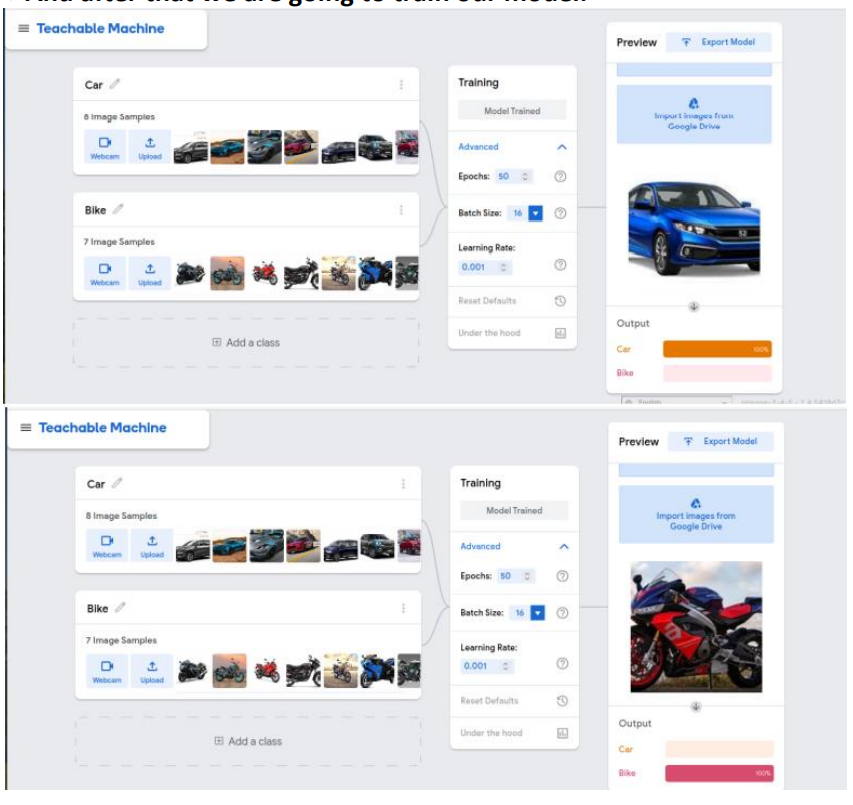 And after that we are going to train our model.
Teachable Machine
Car
8 Image Samples
Webcam
Upload
Bike
7 Image Samples
Webcam
Upload
Add a class
Training
Model Trained
Advanced
Epochs: 50
Batch Size: 16
Learning Rate:
0.001
Reset Defaults
Under the hood
Preview
Export Model
Import images from
Google Drive
Output
Car 100%
Bike
English
Teachable Machine
Car
8 Image Samples
Webcam
Upload
Bike
7 Image Samples
Webcam
Upload
Add a class
Training
Model Trained
Advanced
Epochs: 50
Batch Size: 16
Learning Rate:
0.001
Reset Defaults
Under the hood
Preview
Export Model
Import images from
Google Drive
Output
Car
Bike 100%